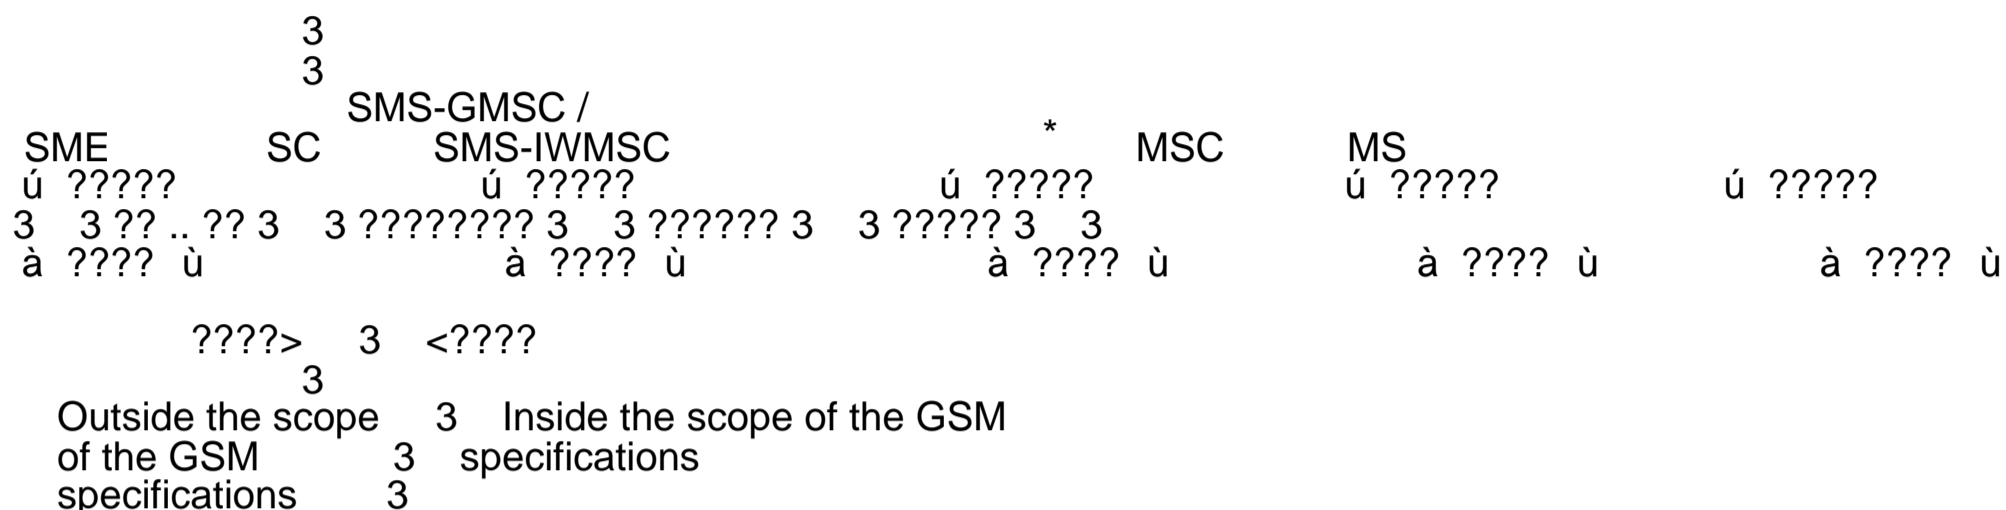 3
3
SMS-GMSC /
SME SC SMS-IWMSC * MSC MS
ú ????? ú ????? ú ????? ú ????? ú ?????
3 3 ?? .. ?? 3 3 ???????? 3 3 ?????? 3 3 ????? 3 3
à ???? ù à ???? ù à ???? ù à ???? ù à ???? ù
????> 3 <????
3
Outside the scope 3 Inside the scope of the GSM
of the GSM 3 specifications
specifications 3